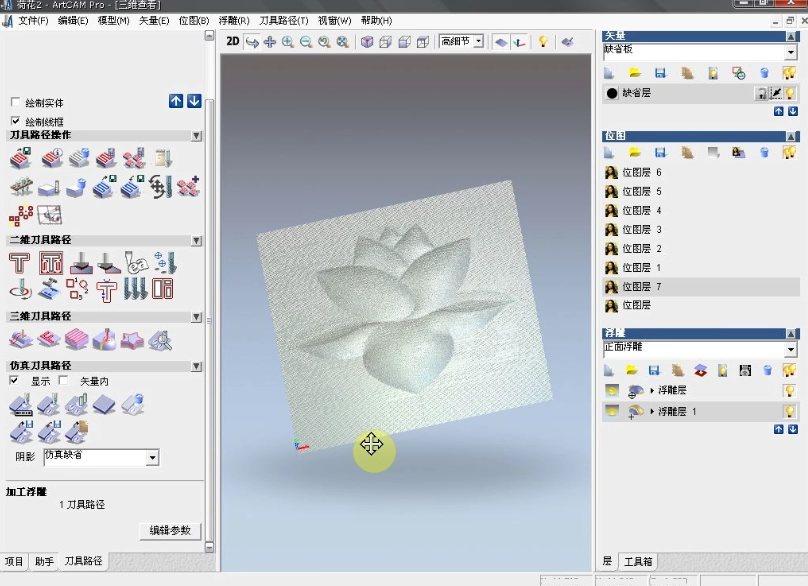 荷花2 - ArtCAM Pro - [三维查看]
文件(F) 编辑(E) 模型(M) 矢量(E) 位图(B) 浮雕(R) 刀具路径(T) 视窗(W) 帮助(H)
2D 高细节
绘制实体
绘制线框
刀具路径操作
二维刀具路径
三维刀具路径
仿真刀具路径
显示 矢量内
阴影 仿真缺省
加工浮雕
1 刀具路径
编辑参数
项目 助手 刀具路径
矢量
缺省板
缺省层
位图
位图层 6
位图层 5
位图层 4
位图层 3
位图层 2
位图层 1
位图层 7
位图层
浮雕
正面浮雕
浮雕层
浮雕层 1
层 工具箱